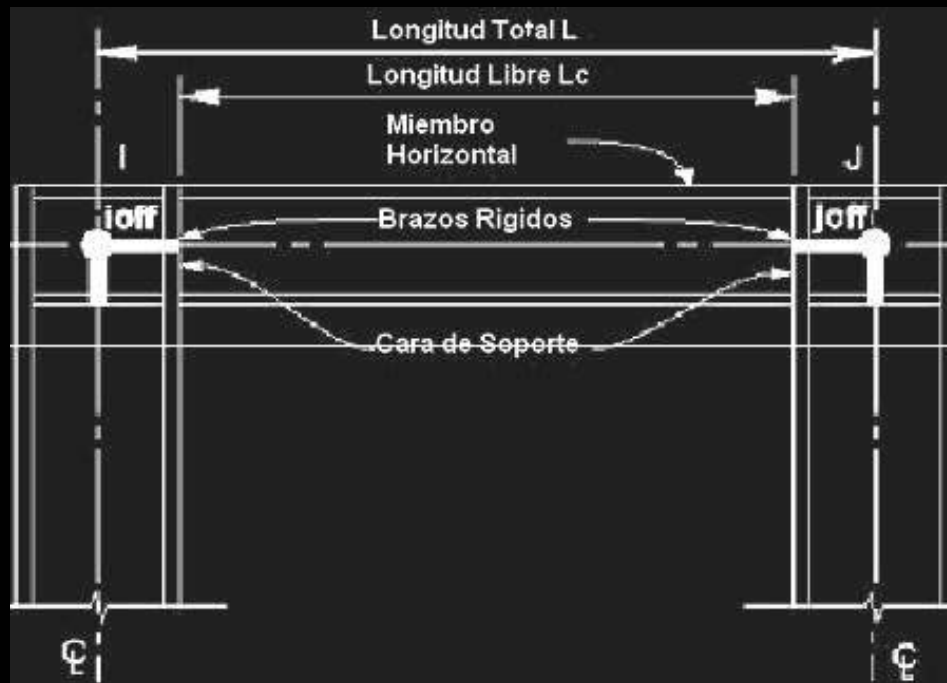 Longitud Total L
Longitud Libre Lc
Miembro
Horizontal
I
J
ioff
Brazos Rigidos
joff
Cara de Soporte
℄
℄